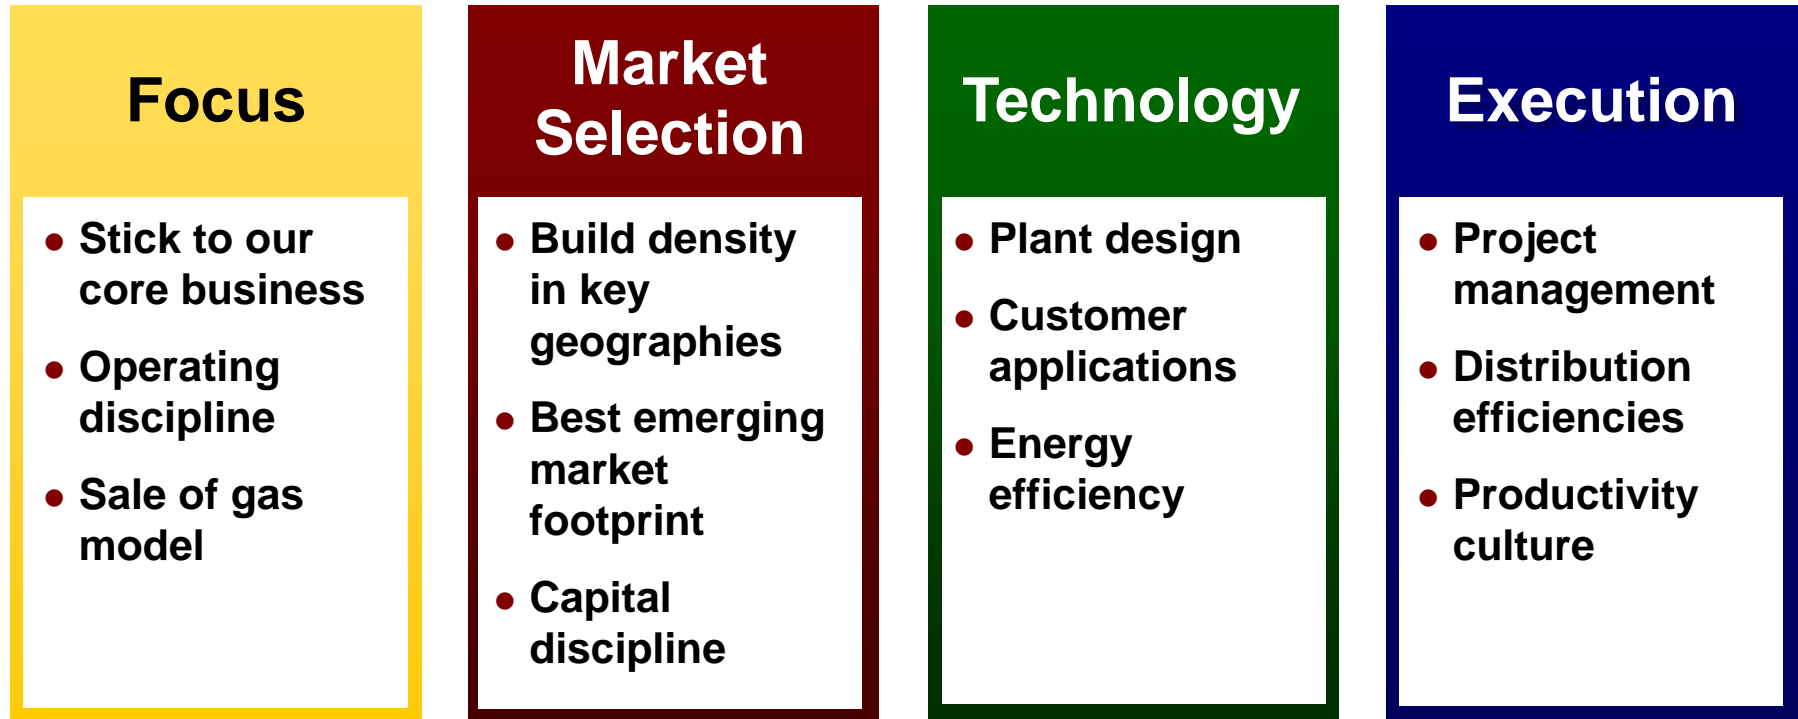 Focus
● Stick to our
core business
● Operating
discipline
● Sale of gas
model
Market
Selection
● Build density
in key
geographies
● Best emerging
market
footprint
● Capital
discipline
Technology
● Plant design
● Customer
applications
● Energy
efficiency
Execution
● Project
management
● Distribution
efficiencies
● Productivity
culture